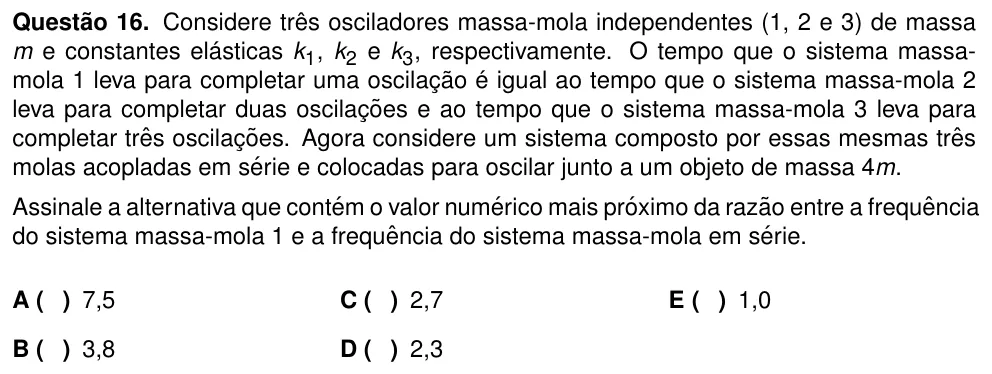 Questão 16. Considere três osciladores massa-mola independentes (1, 2 e 3) de massa
m e constantes elásticas k1, k2 e k3, respectivamente. O tempo que o sistema massa-
mola 1 leva para completar uma oscilação é igual ao tempo que o sistema massa-mola 2
leva para completar duas oscilações e ao tempo que o sistema massa-mola 3 leva para
completar três oscilações. Agora considere um sistema composto por essas mesmas três
molas acopladas em série e colocadas para oscilar junto a um objeto de massa 4m.
Assinale a alternativa que contém o valor numérico mais próximo da razão entre a frequência
do sistema massa-mola 1 e a frequência do sistema massa-mola em série.
A ( ) 7,5 C ( ) 2,7 E ( ) 1,0
B ( ) 3,8 D ( ) 2,3